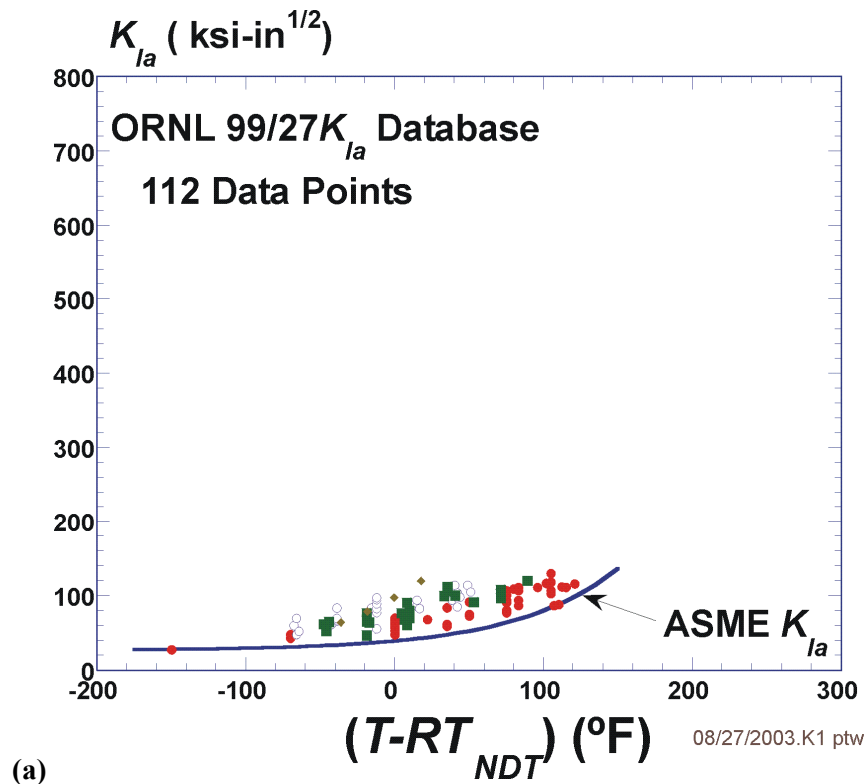 K_Ia ( ksi-in^1/2)
800
700
600
500
400
300
200
100
0
ORNL 99/27K_Ia Database
112 Data Points
ASME K_Ia
-200
-100
0
100
200
300
(T-RT_NDT) (ºF)
08/27/2003.K1 ptw
(a)